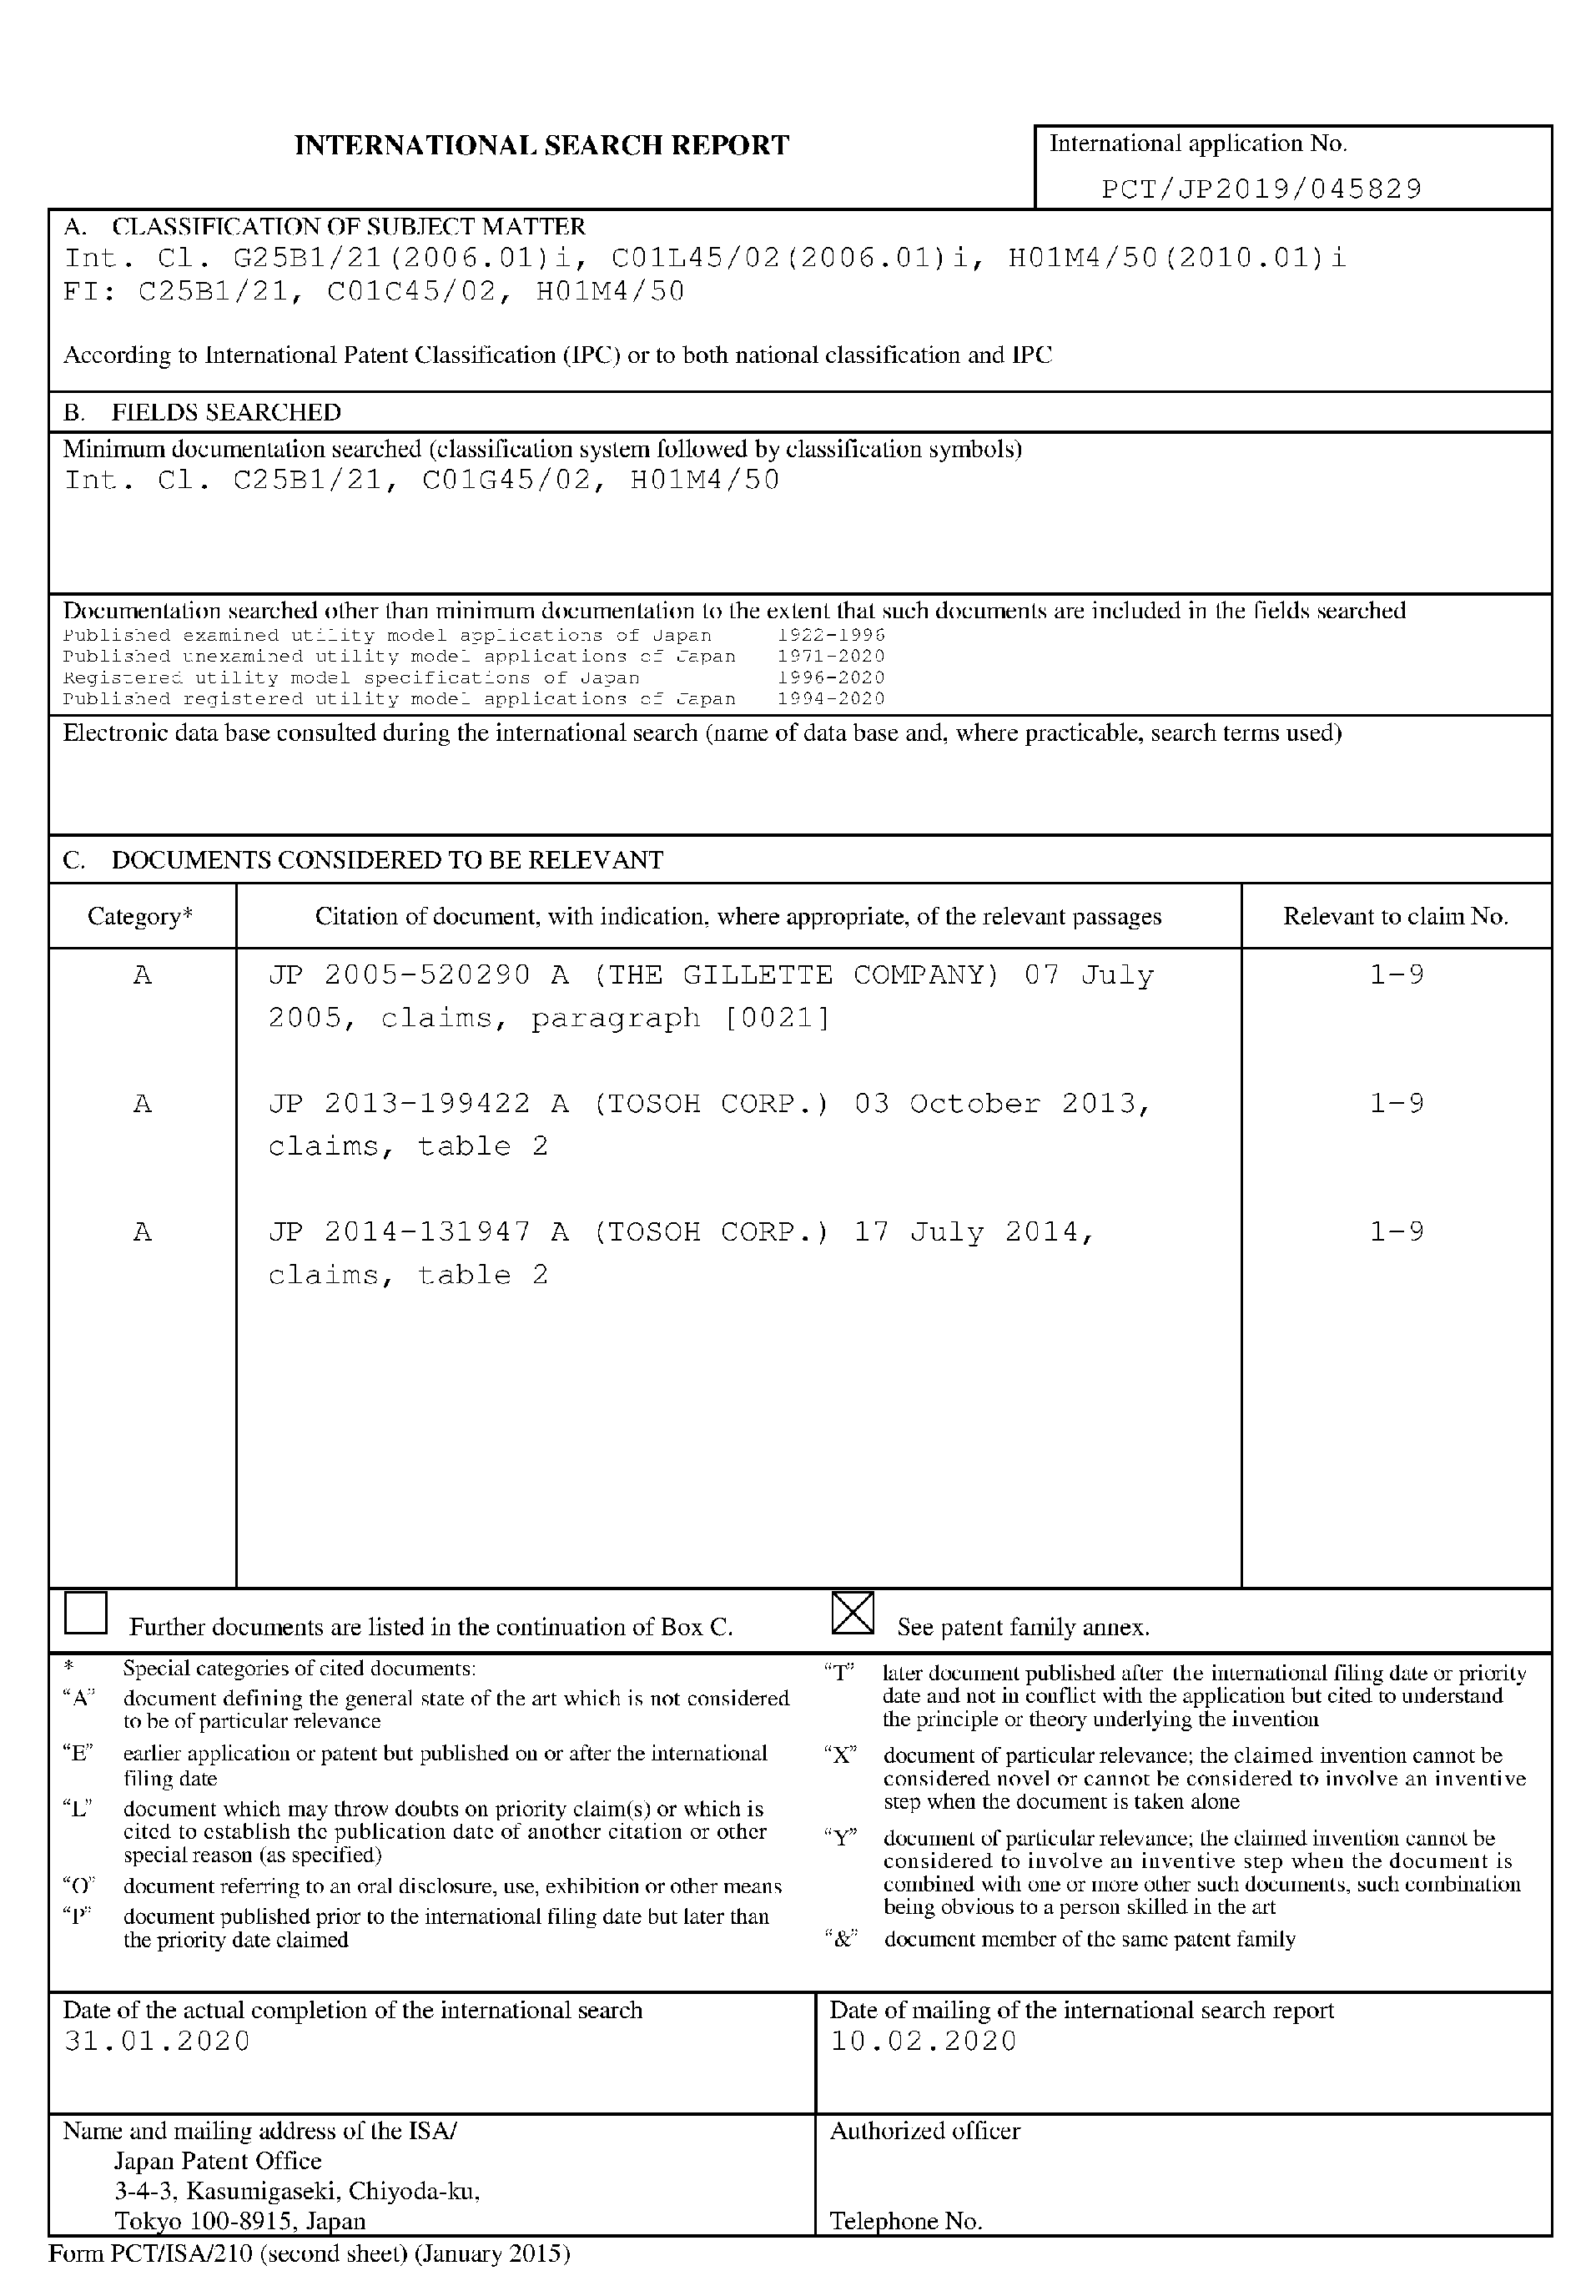 INTERNATIONAL SEARCH REPORT
International application No.
PCT/JP2019/045829
A. CLASSIFICATION OF SUBJECT MATTER
Int. Cl. G25B1/21(2006.01)i, C01L45/02(2006.01)i, H01M4/50(2010.01)i
FI: C25B1/21, C01C45/02, H01M4/50
According to International Patent Classification (IPC) or to both national classification and IPC
B. FIELDS SEARCHED
Minimum documentation searched (classification system followed by classification symbols)
Int. Cl. C25B1/21, C01G45/02, H01M4/50
Documentation searched other than minimum documentation to the extent that such documents are included in the fields searched
Published examined utility model applications of Japan 1922-1996
Published unexamined utility model applications of Japan 1971-2020
Registered utility model specifications of Japan 1996-2020
Published registered utility model applications of Japan 1994-2020
Electronic data base consulted during the international search (name of data base and, where practicable, search terms used)
C. DOCUMENTS CONSIDERED TO BE RELEVANT
Category* Citation of document, with indication, where appropriate, of the relevant passages Relevant to claim No.
A JP 2005-520290 A (THE GILLETTE COMPANY) 07 July 1-9
2005, claims, paragraph [0021]
A JP 2013-199422 A (TOSOH CORP.) 03 October 2013, 1-9
claims, table 2
A JP 2014-131947 A (TOSOH CORP.) 17 July 2014, 1-9
claims, table 2
Further documents are listed in the continuation of Box C.
See patent family annex.
* Special categories of cited documents:
"A" document defining the general state of the art which is not considered
to be of particular relevance
"E" earlier application or patent but published on or after the international
filing date
"L" document which may throw doubts on priority claim(s) or which is
cited to establish the publication date of another citation or other
special reason (as specified)
"O" document referring to an oral disclosure, use, exhibition or other means
"P" document published prior to the international filing date but later than
the priority date claimed
"T" later document published after the international filing date or priority
date and not in conflict with the application but cited to understand
the principle or theory underlying the invention
"X" document of particular relevance; the claimed invention cannot be
considered novel or cannot be considered to involve an inventive
step when the document is taken alone
"Y" document of particular relevance; the claimed invention cannot be
considered to involve an inventive step when the document is
combined with one or more other such documents, such combination
being obvious to a person skilled in the art
"&" document member of the same patent family
Date of the actual completion of the international search
31.01.2020
Date of mailing of the international search report
10.02.2020
Name and mailing address of the ISA/
Japan Patent Office
3-4-3, Kasumigaseki, Chiyoda-ku,
Tokyo 100-8915, Japan
Authorized officer
Telephone No.
Form PCT/ISA/210 (second sheet) (January 2015)